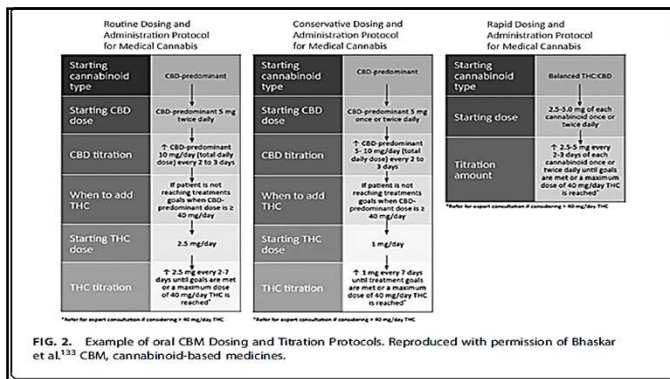 Routine Dosing and
Administration Protocol
for Medical Cannabis
Starting
cannabinoid
type
CBD-predominant
Starting CBD
dose
CBD-predominant 5 mg
twice daily
CBD titration
↑ CBD-predominant
10 mg/day (total daily
dose) every 2 to 3 days
When to add
THC
If patient is not
reaching treatments
goals when CBD-
predominant dose is ≥
40 mg/day
Starting THC
dose
2.5 mg/day
THC titration
↑ 2.5 mg every 2-7
days until goals are met
or a maximum dose of
40 mg/day THC is
reached*
*Refer for expert consultation if considering > 40 mg/day THC
Conservative Dosing and
Administration Protocol
for Medical Cannabis
Starting
cannabinoid
type
CBD-predominant
Starting CBD
dose
CBD-predominant 5 mg
once or twice daily
CBD titration
↑ CBD-predominant
5- 10 mg/day (total
daily dose) every 2 to
3 days
When to add
THC
If patient is not
reaching treatments
goals when CBD-
predominant dose is ≥
40 mg/day
Starting THC
dose
1 mg/day
THC titration
↑ 1 mg every 7 days
until treatment goals
are met or a maximum
dose of 40 mg/day THC
is reached*
*Refer for expert consultation if considering > 40 mg/day THC
Rapid Dosing and
Administration Protocol
for Medical Cannabis
Starting
cannabinoid
type
Balanced THC:CBD
Starting dose
2.5-5.0 mg of each
cannabinoid once or
twice daily
Titration
amount
↑ 2.5-5 mg every
2-3 days of each
cannabinoid once or
twice daily until goals
are met or a maximum
dose of 40 mg/day THC
is reached*
*Refer for expert consultation if considering > 40 mg/day THC
FIG. 2. Example of oral CBM Dosing and Titration Protocols. Reproduced with permission of Bhaskar
et al.133 CBM, cannabinoid-based medicines.